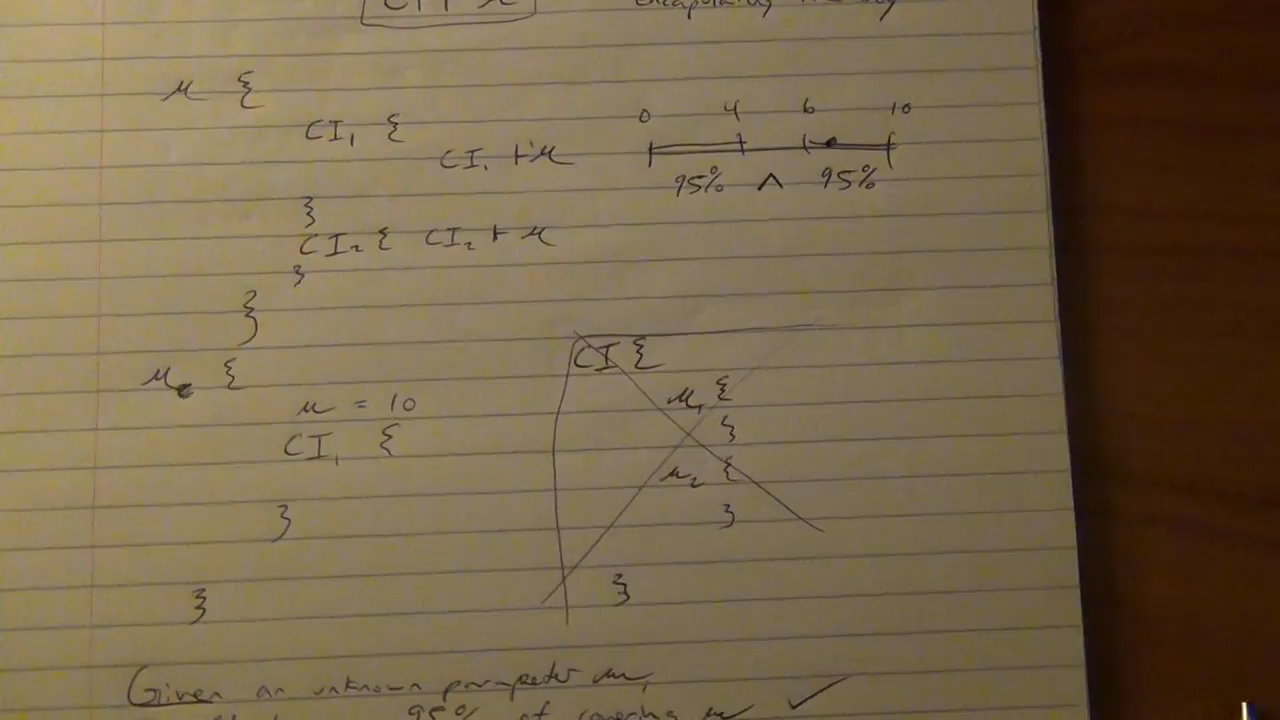 μ {
CI₁ {
CI₁ + μ
}
CI₂ { CI₂ + μ
}
}
0 4 6 10
95% ^ 95%
μ {
μ = 10
CI₁ {
}
}
CI {
μ₁ {
}
μ₂ {
}
}
Given an unknown parameter μ,
95% of covering μ ✓